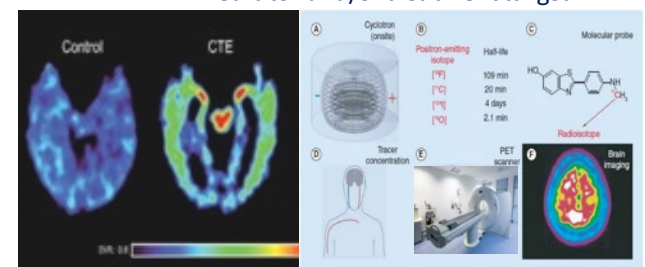 Control
CTE
DVR: 0.8
A
Cyclotron
(onsite)
B
Positron-emitting
isotope
Half-life
[¹⁸F]
109 min
[¹¹C]
20 min
4 days
[¹⁵O]
2.1 min
C
Molecular probe
HO
S
N
NH
CH₃
Radioisotope
D
Tracer
concentration
E
PET
scanner
F
Brain
imaging